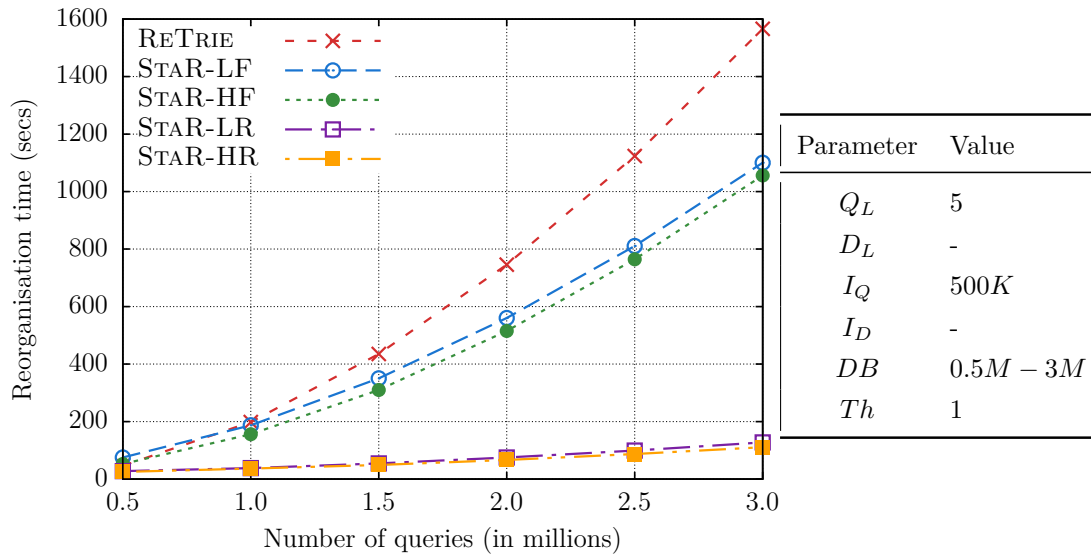 1600
1400
1200
1000
800
600
400
200
0
Reorganisation time (secs)
RETRIE
STAR-LF
STAR-HF
STAR-LR
STAR-HR
0.5 1.0 1.5 2.0 2.5 3.0
Number of queries (in millions)
Parameter Value
Q_L 5
D_L -
I_Q 500K
I_D -
DB 0.5M − 3M
Th 1